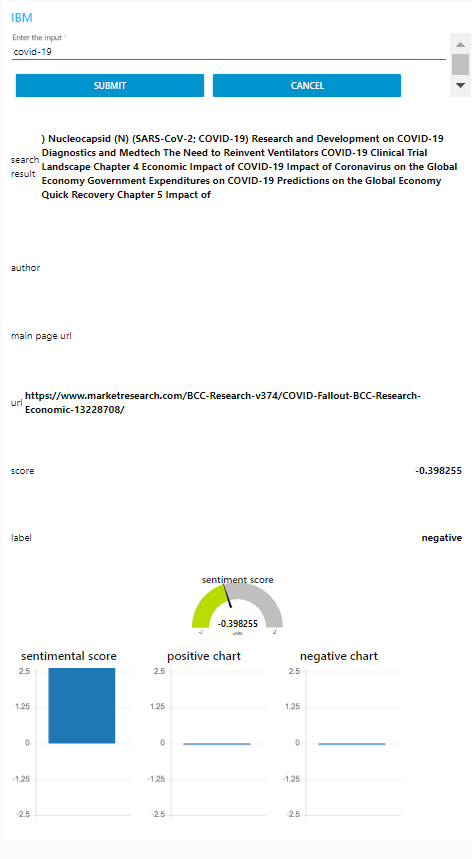 IBM
Enter the input *
covid-19
SUBMIT CANCEL
search result
) Nucleocapsid (N) (SARS-CoV-2; COVID-19) Research and Development on COVID-19
Diagnostics and Medtech The Need to Reinvent Ventilators COVID-19 Clinical Trial
Landscape Chapter 4 Economic Impact of COVID-19 Impact of Coronavirus on the Global
Economy Government Expenditures on COVID-19 Predictions on the Global Economy
Quick Recovery Chapter 5 Impact of
author
main page url
url
https://www.marketresearch.com/BCC-Research-v374/COVID-Fallout-BCC-Research-
Economic-13228708/
score -0.398255
label negative
sentiment score
-0.398255
-2 units 2
sentimental score positive chart negative chart
2.5 2.5 2.5
1.25 1.25 1.25
0 0 0
-1.25 -1.25 -1.25
-2.5 -2.5 -2.5